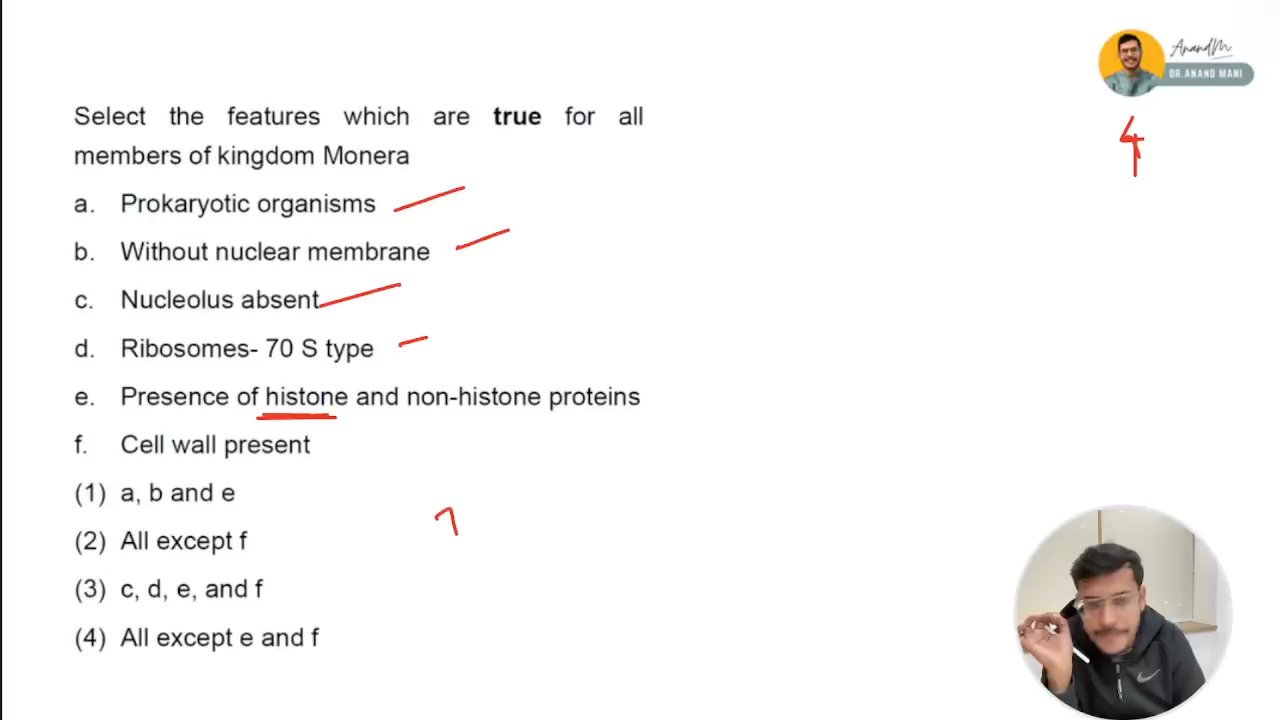 AnandM.
DR.ANAND MANI
4
Select the features which are true for all
members of kingdom Monera
a. Prokaryotic organisms
b. Without nuclear membrane
c. Nucleolus absent
d. Ribosomes- 70 S type
e. Presence of histone and non-histone proteins
f. Cell wall present
(1) a, b and e
(2) All except f
(3) c, d, e, and f
(4) All except e and f